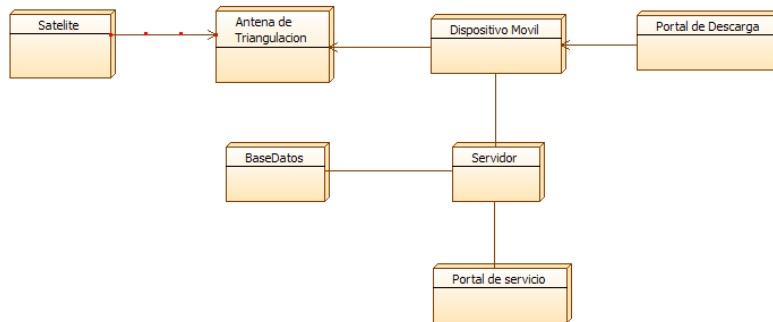 Satelite
Antena de
Triangulacion
Dispositivo Movil
Portal de Descarga
BaseDatos
Servidor
Portal de servicio